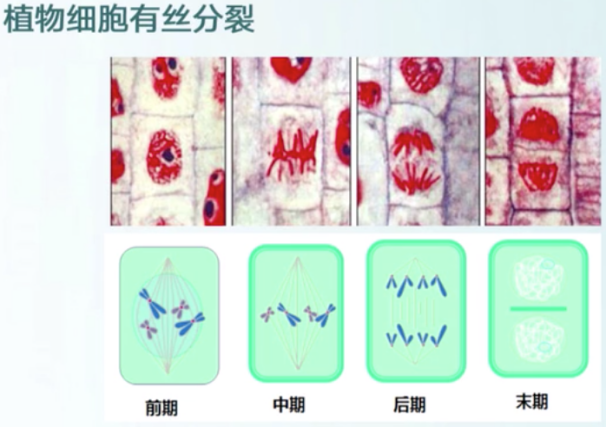 植物细胞有丝分裂
前期
中期
后期
末期